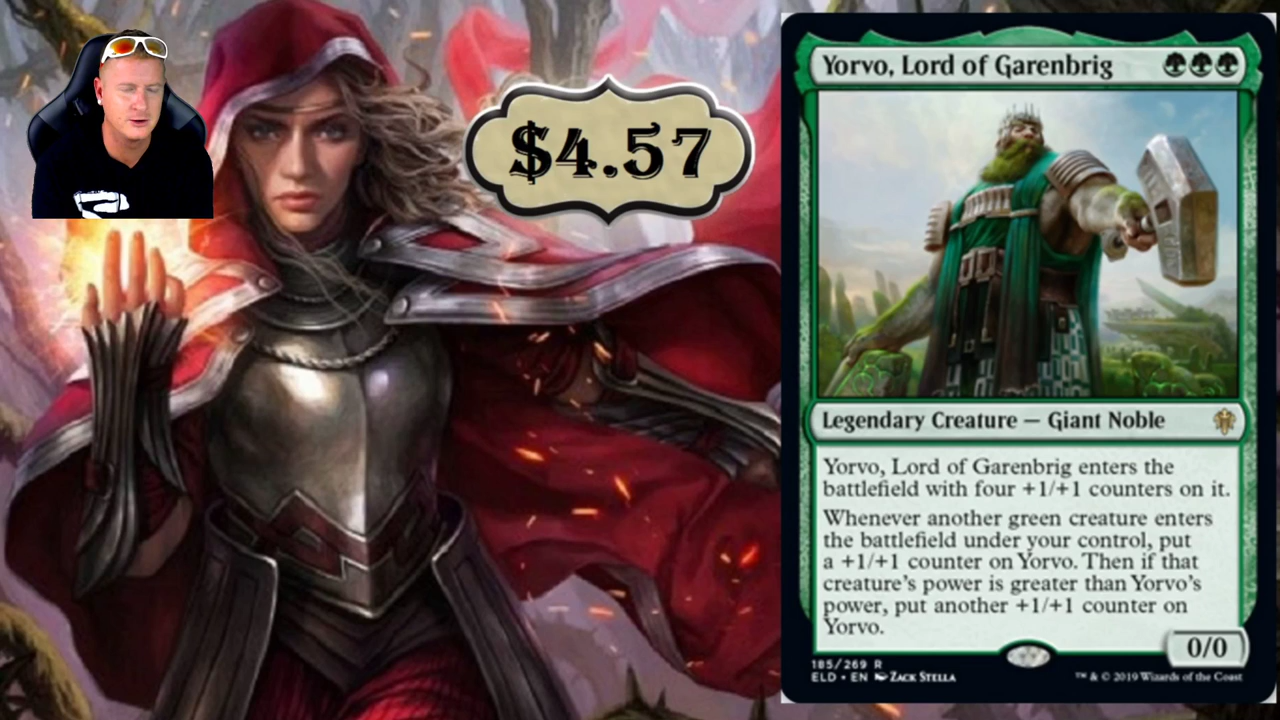 $4.57
Yorvo, Lord of Garenbrig
Legendary Creature — Giant Noble
Yorvo, Lord of Garenbrig enters the
battlefield with four +1/+1 counters on it.
Whenever another green creature enters
the battlefield under your control, put
a +1/+1 counter on Yorvo. Then if that
creature's power is greater than Yorvo's
power, put another +1/+1 counter on
Yorvo.
0/0
185/269 R
ELD • EN Zack Stella
™ & © 2019 Wizards of the Coast